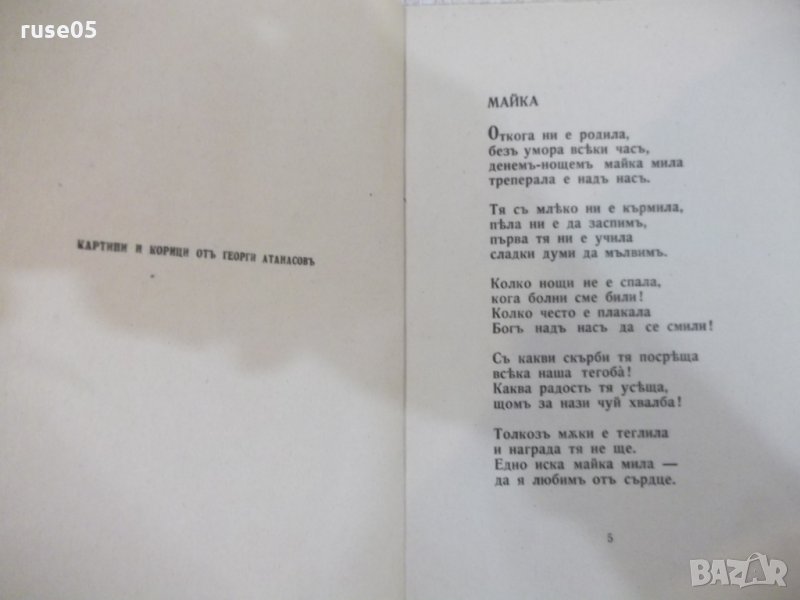 ruse05
КАРТИНИ И КОРИЦИ ОТЪ ГЕОРГИ АТАНАСОВЪ
МАЙКА
Откога ни е родила,
безъ умора всѣки часъ,
денемъ-нощемъ майка мила
треперала е надъ насъ.
Тя съ млѣко ни е кърмила,
пѣла ни е да заспимъ,
първа тя ни е учила
сладки думи да мълвимъ.
Колко нощи не е спала,
кога болни сме били!
Колко често е плакала
Богъ надъ насъ да се смили!
Съ какви скърби тя посрѣща
всѣка наша тегоба̀!
Каква радость тя усѣща,
щомъ за нази чуй хвалба!
Толкозъ мѫки е теглила
и награда тя не ще.
Едно иска майка мила —
да я любимъ отъ сърдце.
5
BAZAR